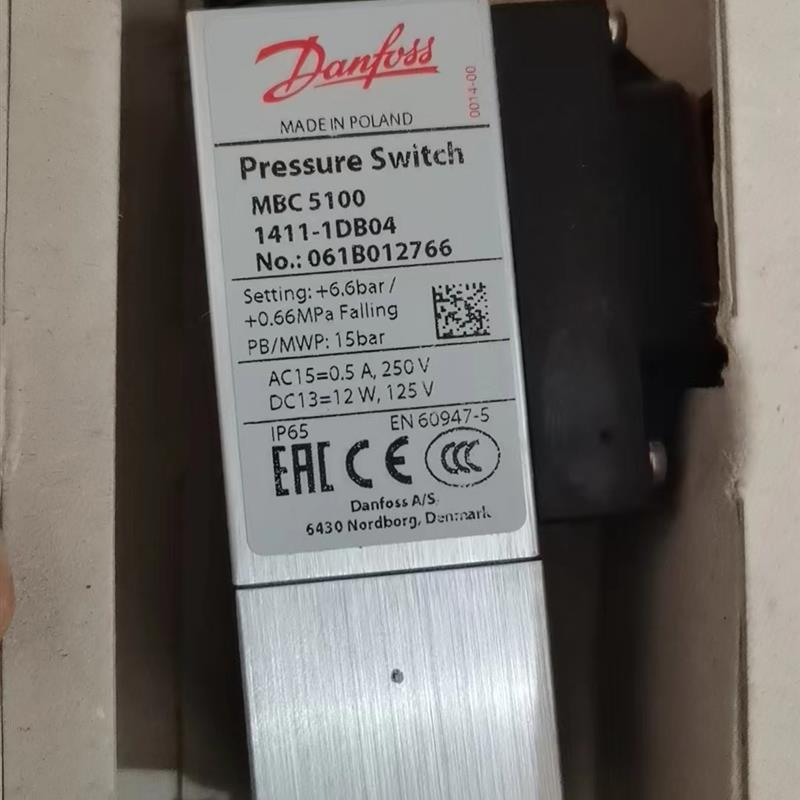 Danfoss
0014-00
MADE IN POLAND
Pressure Switch
MBC 5100
1411-1DB04
No.: 061B012766
Setting: +6.6bar /
+0.66MPa Falling
PB/MWP: 15bar
AC15=0.5 A, 250 V
DC13=12 W, 125 V
IP65 EN 60947-5
EAC CE CCC
Danfoss A/S,
6430 Nordborg, Denmark